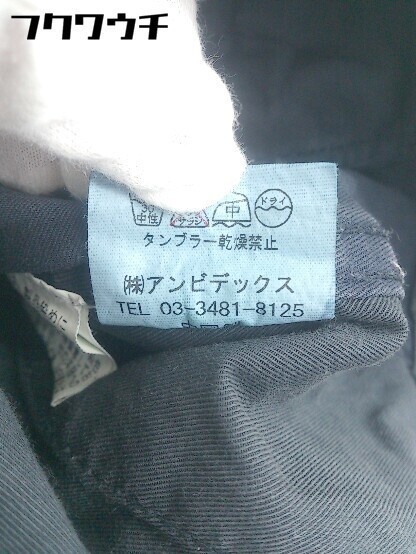 フクワウチ
中性
中
ドライ
タンブラー乾燥禁止
㈱アンビデックス
TEL 03-3481-8125